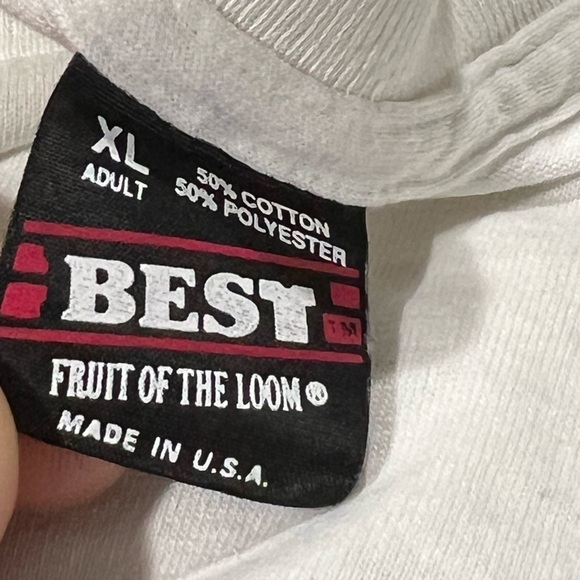 XL
ADULT
50% COTTON
50% POLYESTER
BEST
TM
FRUIT OF THE LOOM®
MADE IN U.S.A.